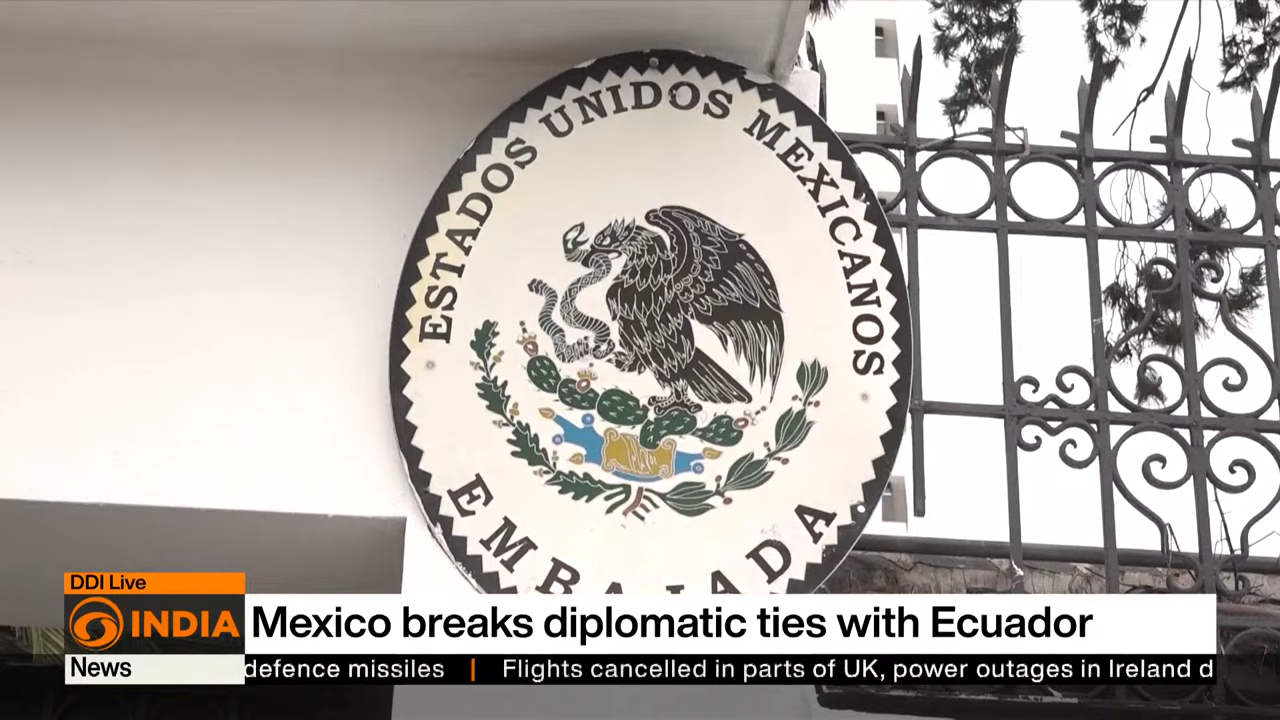 ESTADOS UNIDOS MEXICANOS
EMBAJADA
DDI Live
INDIA
Mexico breaks diplomatic ties with Ecuador
News
defence missiles | Flights cancelled in parts of UK, power outages in Ireland d